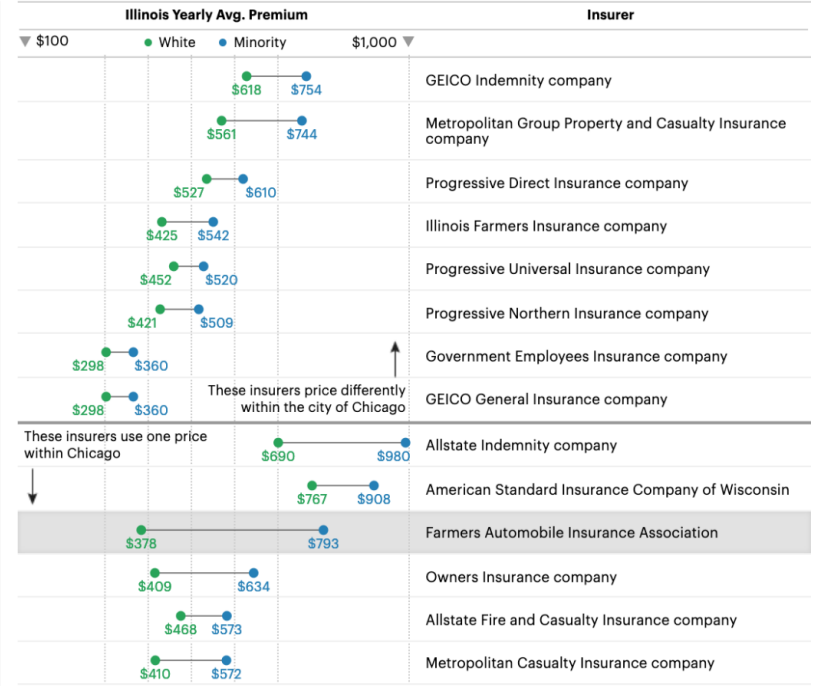 Illinois Yearly Avg. Premium Insurer
$100 White Minority $1,000
GEICO Indemnity company
$618 $754
Metropolitan Group Property and Casualty Insurance
company
$561 $744
Progressive Direct Insurance company
$527 $610
Illinois Farmers Insurance company
$425 $542
Progressive Universal Insurance company
$452 $520
Progressive Northern Insurance company
$421 $509
Government Employees Insurance company
$298 $360
These insurers price differently
within the city of Chicago
GEICO General Insurance company
$298 $360
These insurers use one price
within Chicago
Allstate Indemnity company
$690 $980
American Standard Insurance Company of Wisconsin
$767 $908
Farmers Automobile Insurance Association
$378 $793
Owners Insurance company
$409 $634
Allstate Fire and Casualty Insurance company
$468 $573
Metropolitan Casualty Insurance company
$410 $572